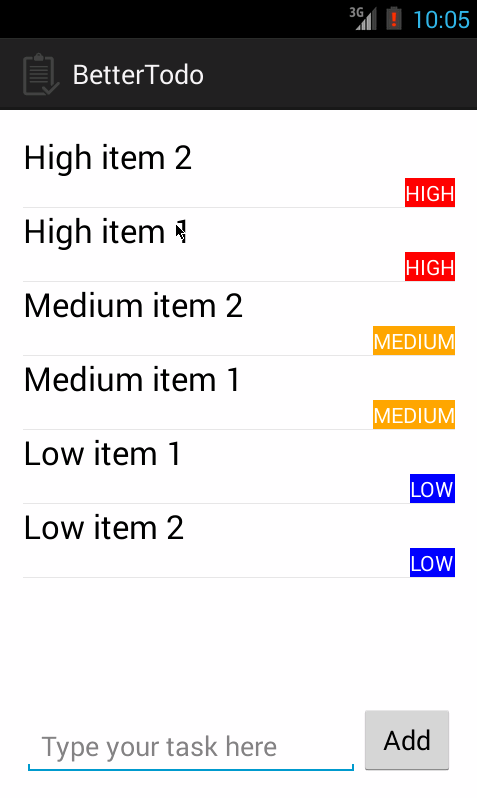 3G 10:05
BetterTodo
High item 2
HIGH
High item 1
HIGH
Medium item 2
MEDIUM
Medium item 1
MEDIUM
Low item 1
LOW
Low item 2
LOW
Type your task here
Add